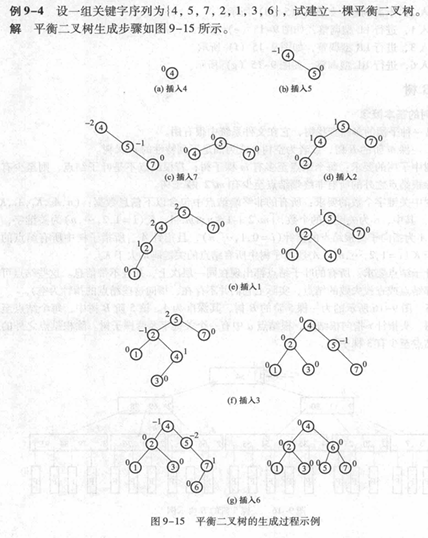 例9-4 设一组关键字序列为{4,5,7,2,1,3,6},试建立一棵平衡二叉树。
解 平衡二叉树生成步骤如图9-15所示。
0 4
-1 4 5 0
(a) 插入4
(b) 插入5
-2 4 5 -1 7 0
0 4 5 7 0
1 5 1 4 7 0 0 2
(c) 插入7
(d) 插入2
2 5 2 4 7 0 1 2 0 1
1 5 0 2 7 0 0 1 4 0
(e) 插入1
2 5 -1 2 7 0 0 1 4 1 3 0
0 4 0 2 5 -1 0 1 3 0 7 0
(f) 插入3
-1 4 0 2 5 -2 0 1 3 0 7 1 0 6
0 4 0 2 6 0 0 1 3 0 0 5 7 0
(g) 插入6
图9-15 平衡二叉树的生成过程示例